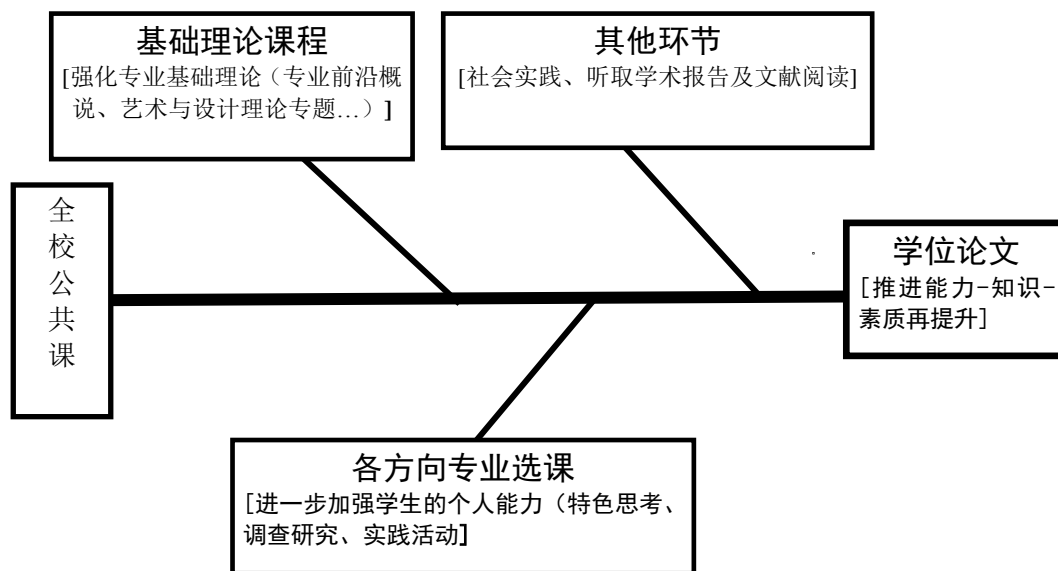 基础理论课程
[强化专业基础理论（专业前沿概
说、艺术与设计理论专题…）]
其他环节
[社会实践、听取学术报告及文献阅读]
全
校
公
共
课
学位论文
[推进能力-知识-
素质再提升]
各方向专业选课
[进一步加强学生的个人能力（特色思考、
调查研究、实践活动]